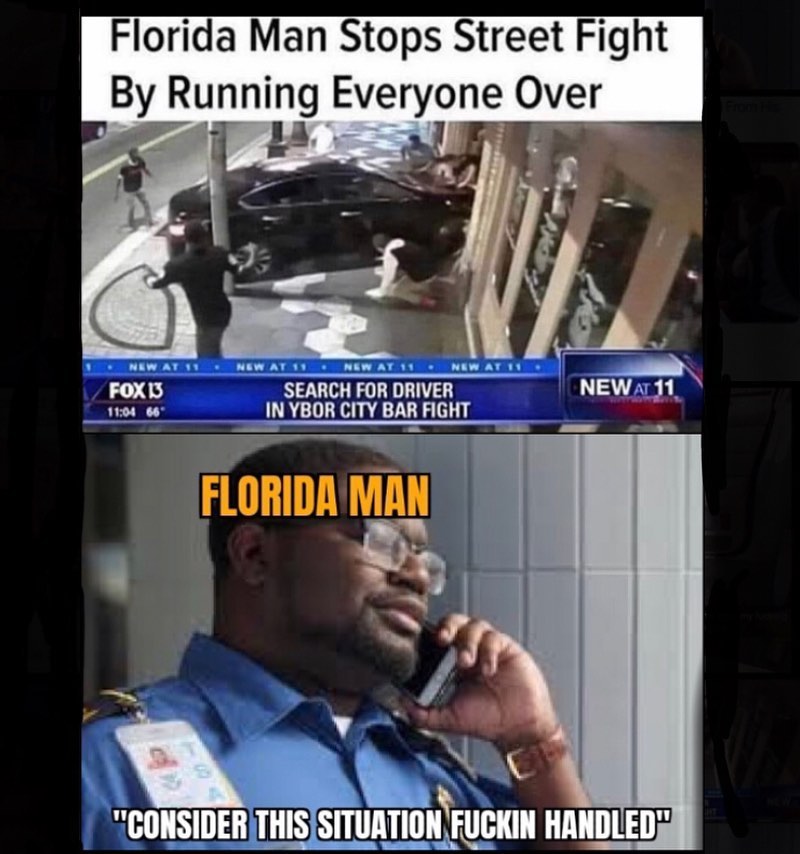 Florida Man Stops Street Fight
By Running Everyone Over
NEW AT 11 • NEW AT 11 • NEW AT 11 • NEW AT 11
FOX 13
SEARCH FOR DRIVER
IN YBOR CITY BAR FIGHT
NEW AT 11
11:04 66°
FLORIDA MAN
TSA
"CONSIDER THIS SITUATION FUCKIN HANDLED"